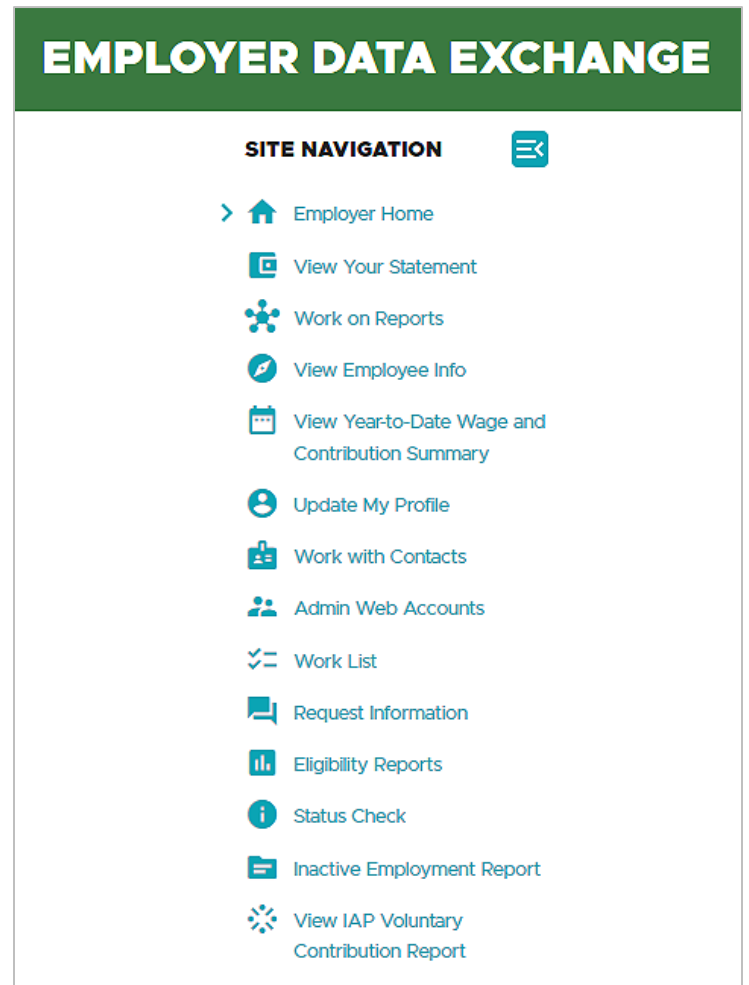 EMPLOYER DATA EXCHANGE
SITE NAVIGATION
Employer Home
View Your Statement
Work on Reports
View Employee Info
View Year-to-Date Wage and
Contribution Summary
Update My Profile
Work with Contacts
Admin Web Accounts
Work List
Request Information
Eligibility Reports
Status Check
Inactive Employment Report
View IAP Voluntary
Contribution Report